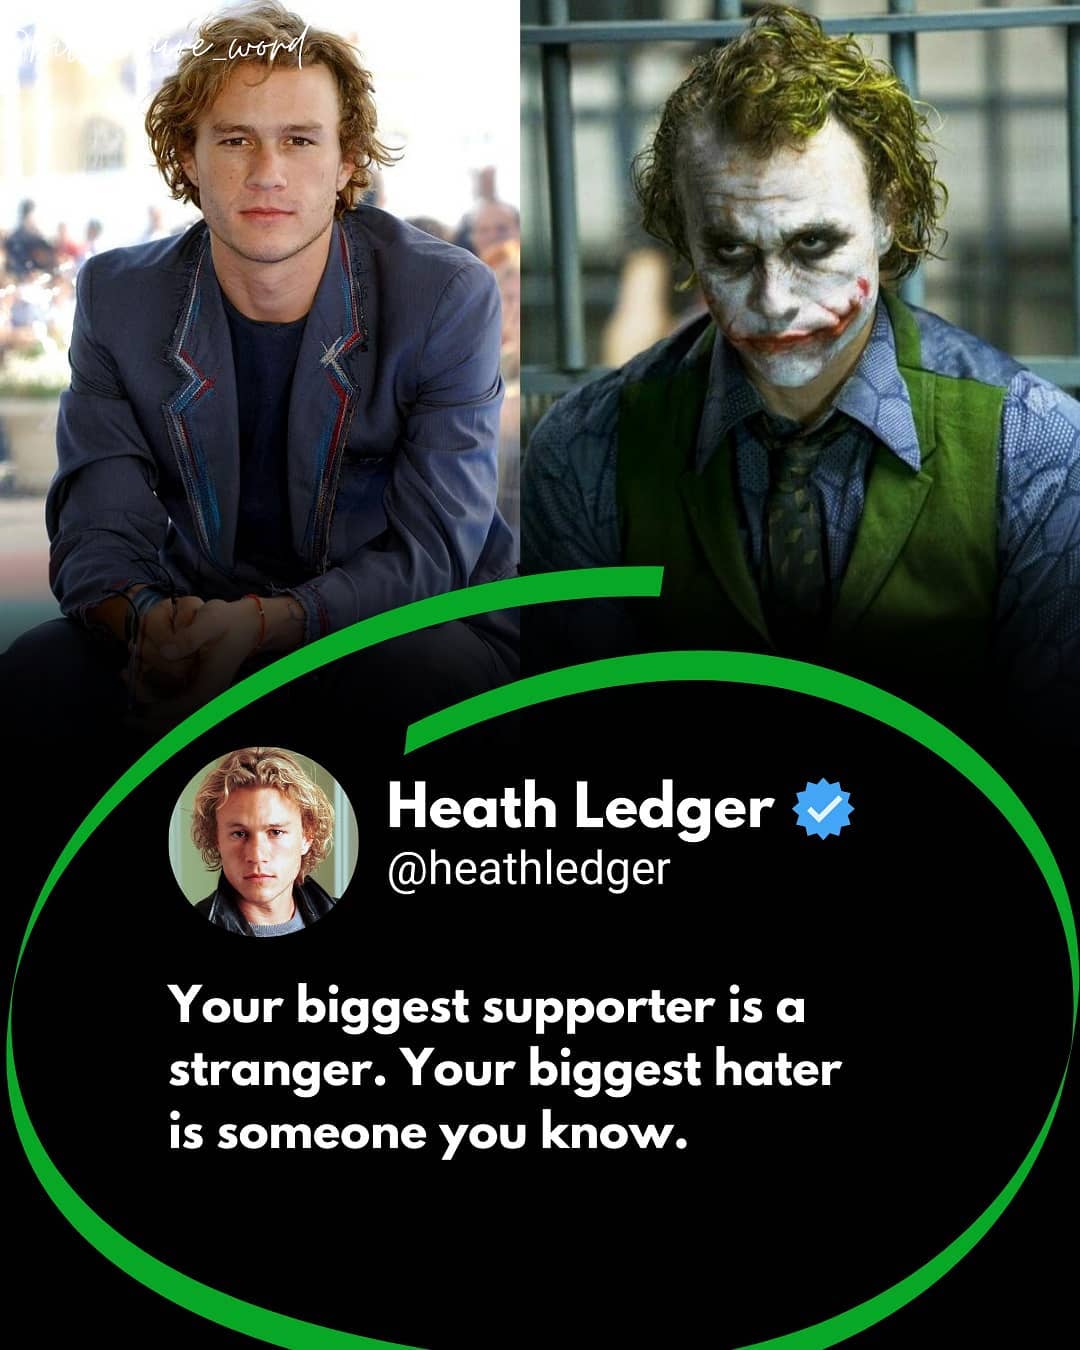 Heath Ledger
@heathledger
Your biggest supporter is a
stranger. Your biggest hater
is someone you know.